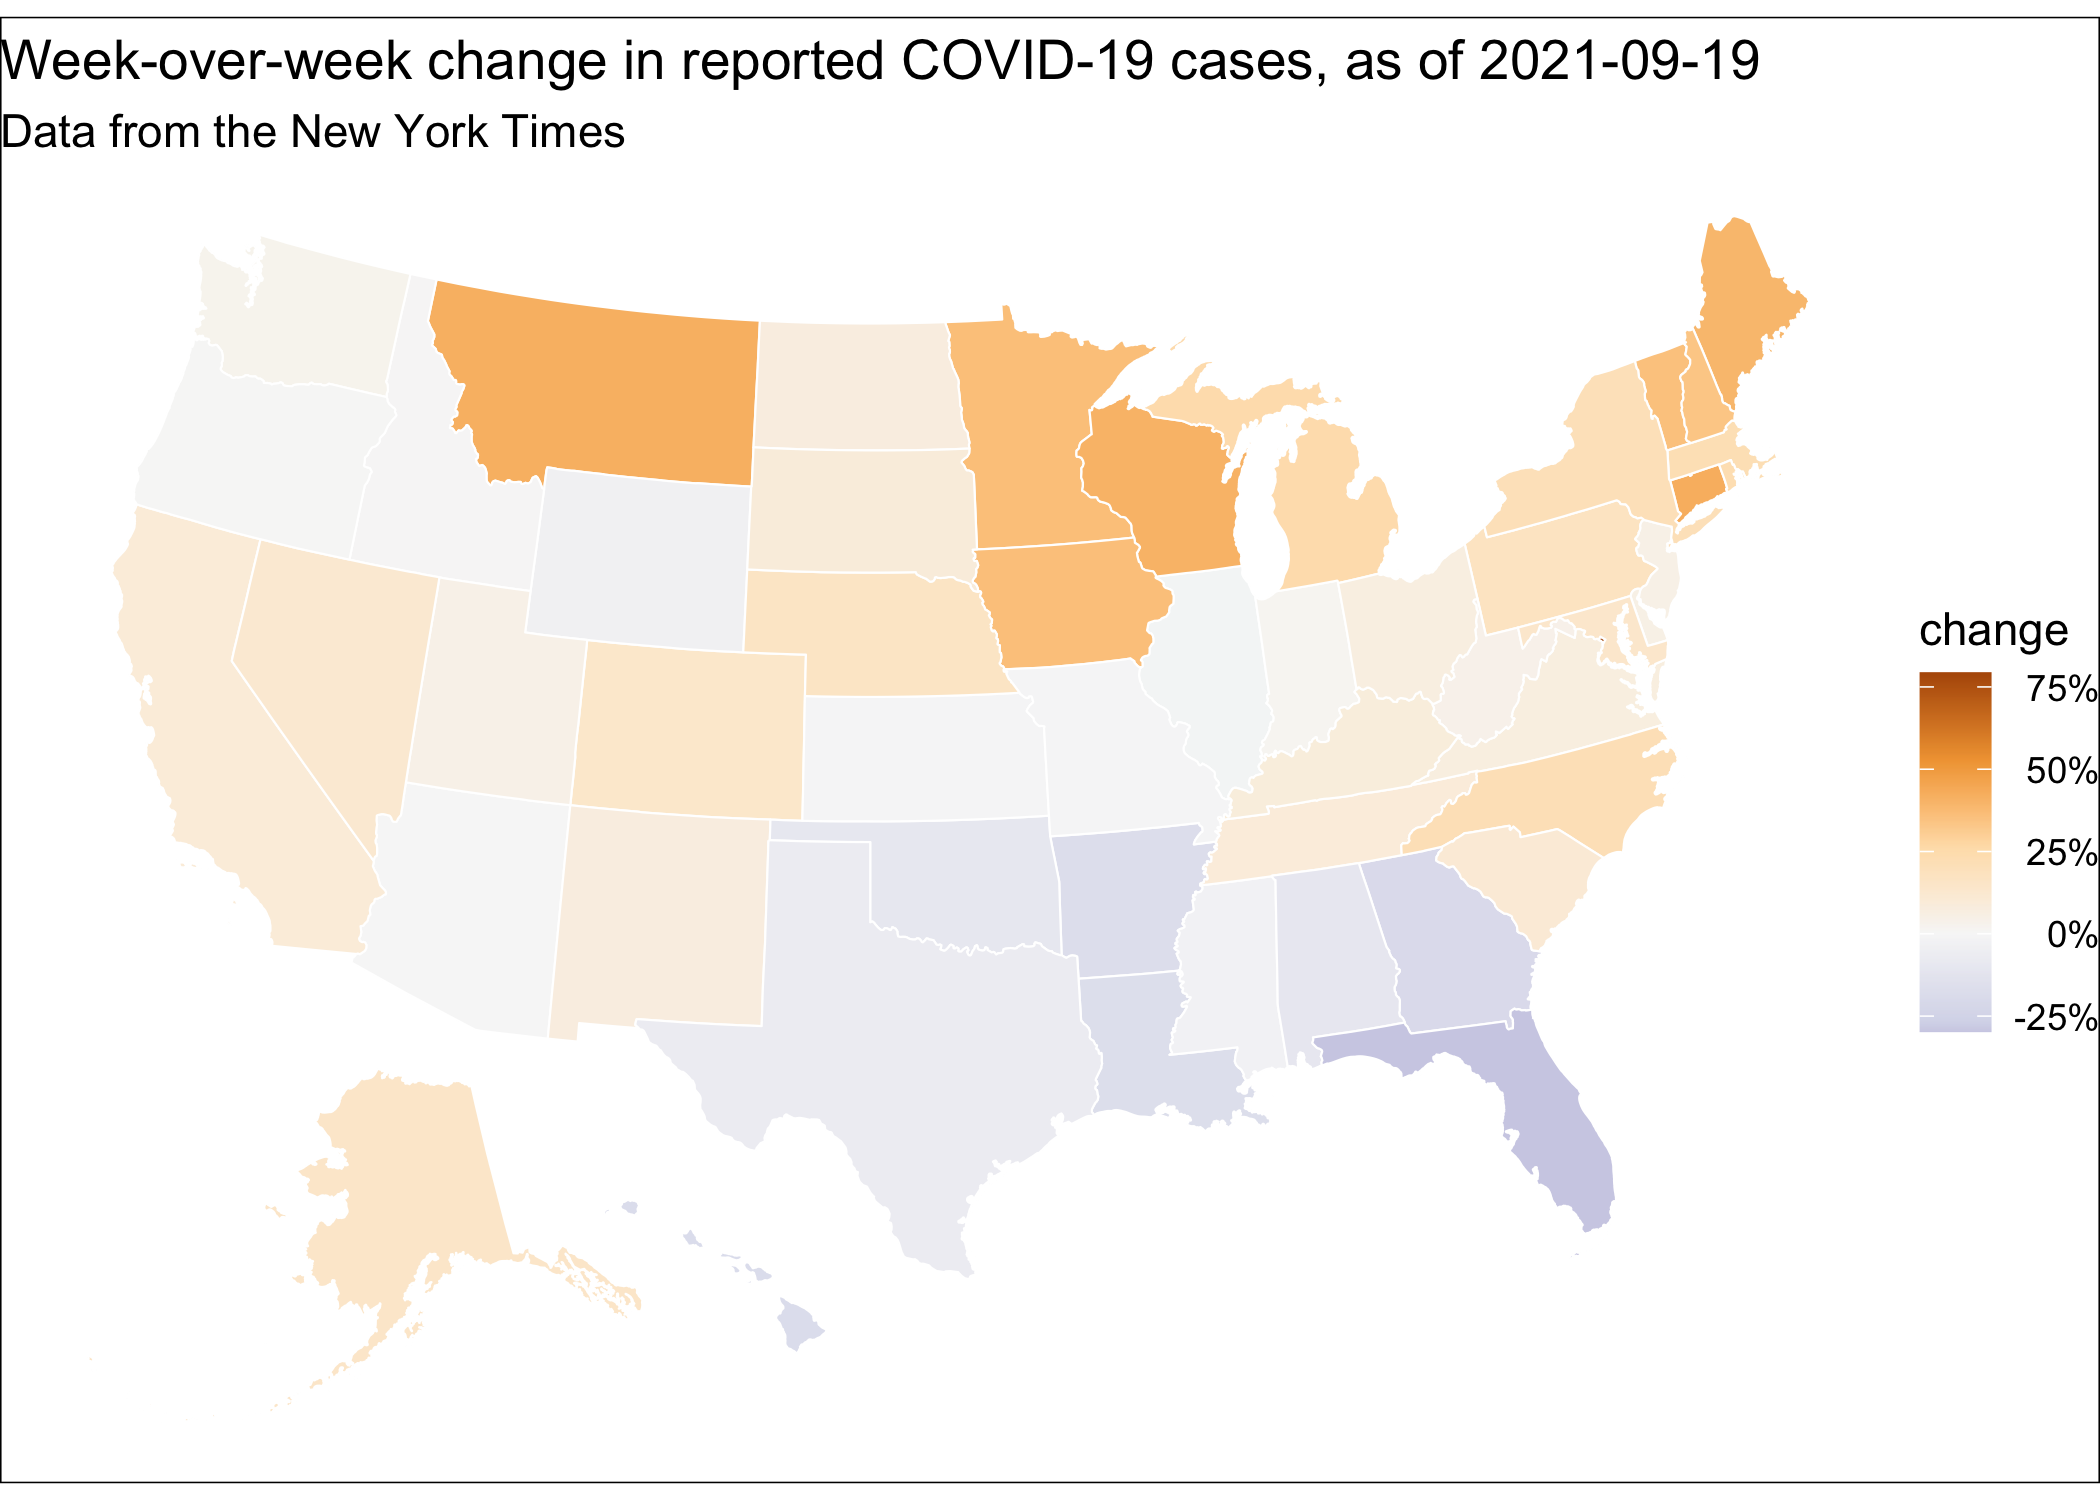 Week-over-week change in reported COVID-19 cases, as of 2021-09-19
Data from the New York Times
change
75%
50%
25%
0%
-25%